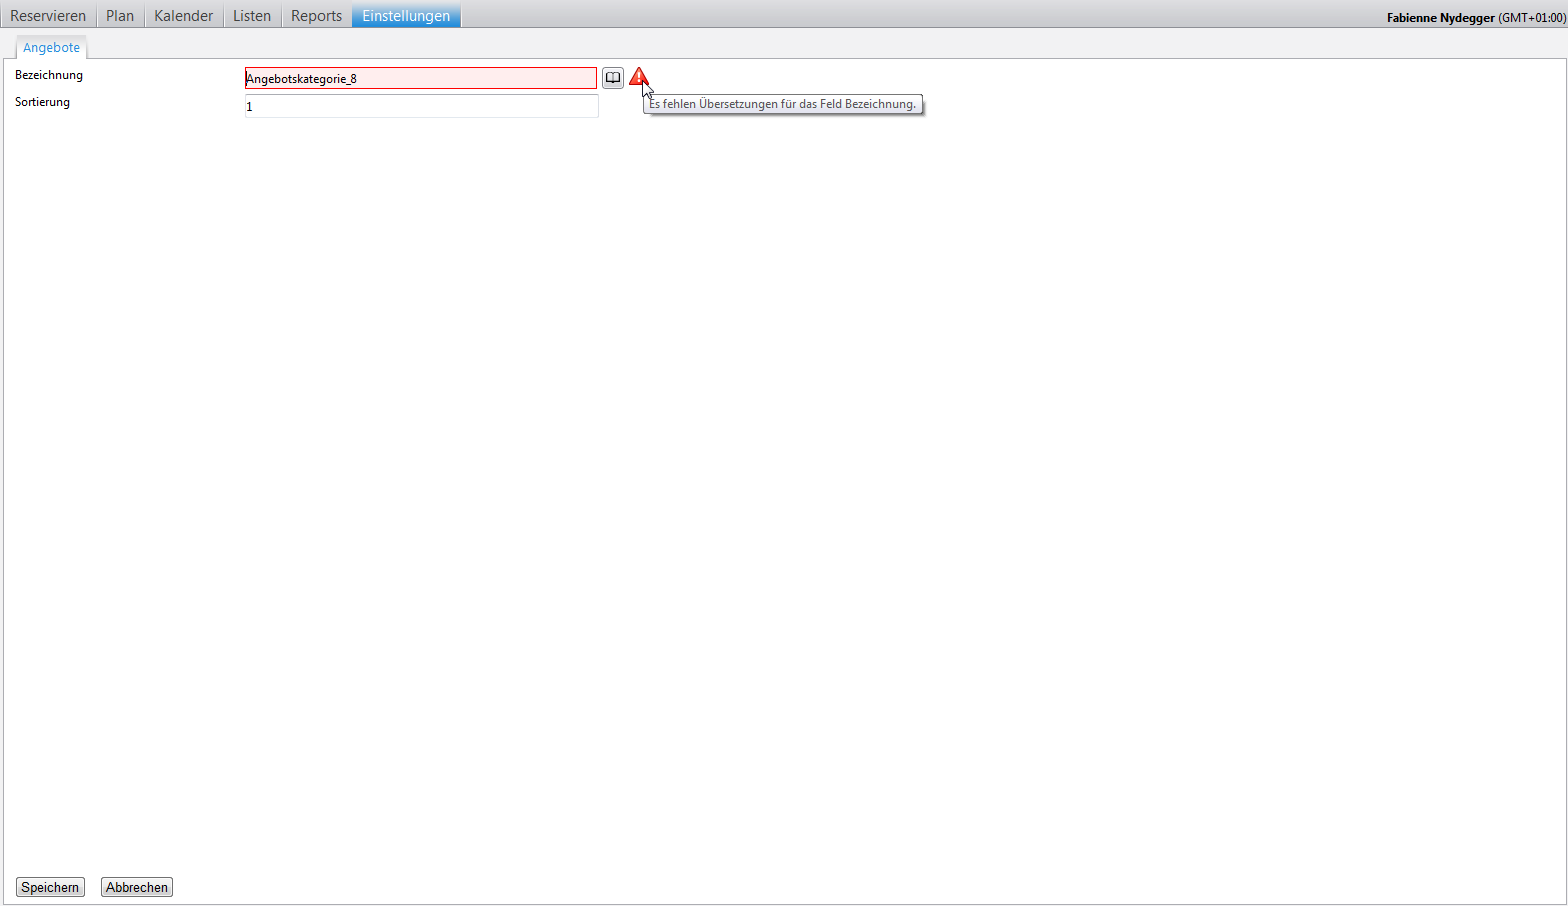 Reservieren Plan Kalender Listen Reports Einstellungen Fabienne Nydegger (GMT+01:00)
Angebote
Bezeichnung Angebotskategorie_8
Es fehlen Übersetzungen für das Feld Bezeichnung.
Sortierung 1
Speichern Abbrechen